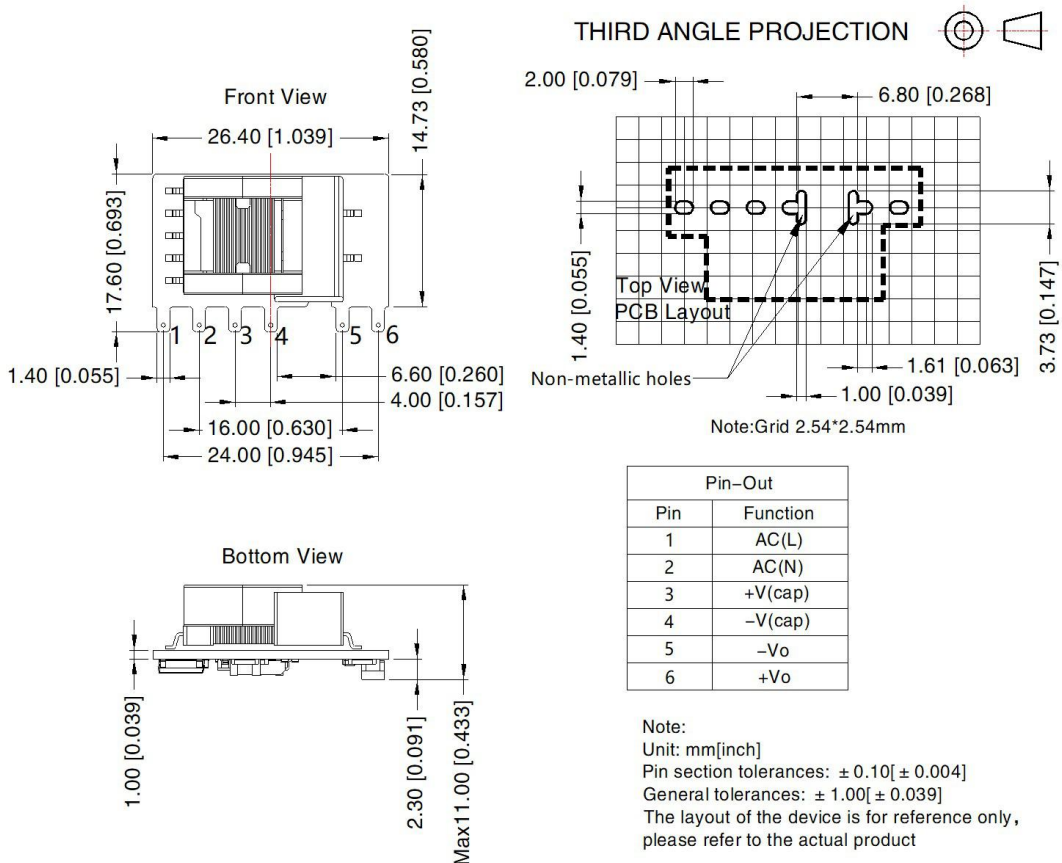 THIRD ANGLE PROJECTION
Front View
26.40 [1.039]
14.73 [0.580]
17.60 [0.693]
1 2 3 4 5 6
1.40 [0.055]
6.60 [0.260]
4.00 [0.157]
16.00 [0.630]
24.00 [0.945]
2.00 [0.079]
6.80 [0.268]
1.40 [0.055]
3.73 [0.147]
Top View
PCB Layout
Non-metallic holes
1.61 [0.063]
1.00 [0.039]
Note:Grid 2.54*2.54mm
Bottom View
1.00 [0.039]
2.30 [0.091]
Max11.00 [0.433]
Pin–Out
Pin Function
1 AC(L)
2 AC(N)
3 +V(cap)
4 –V(cap)
5 –Vo
6 +Vo
Note:
Unit: mm[inch]
Pin section tolerances: ±0.10[±0.004]
General tolerances: ±1.00[±0.039]
The layout of the device is for reference only,
please refer to the actual product